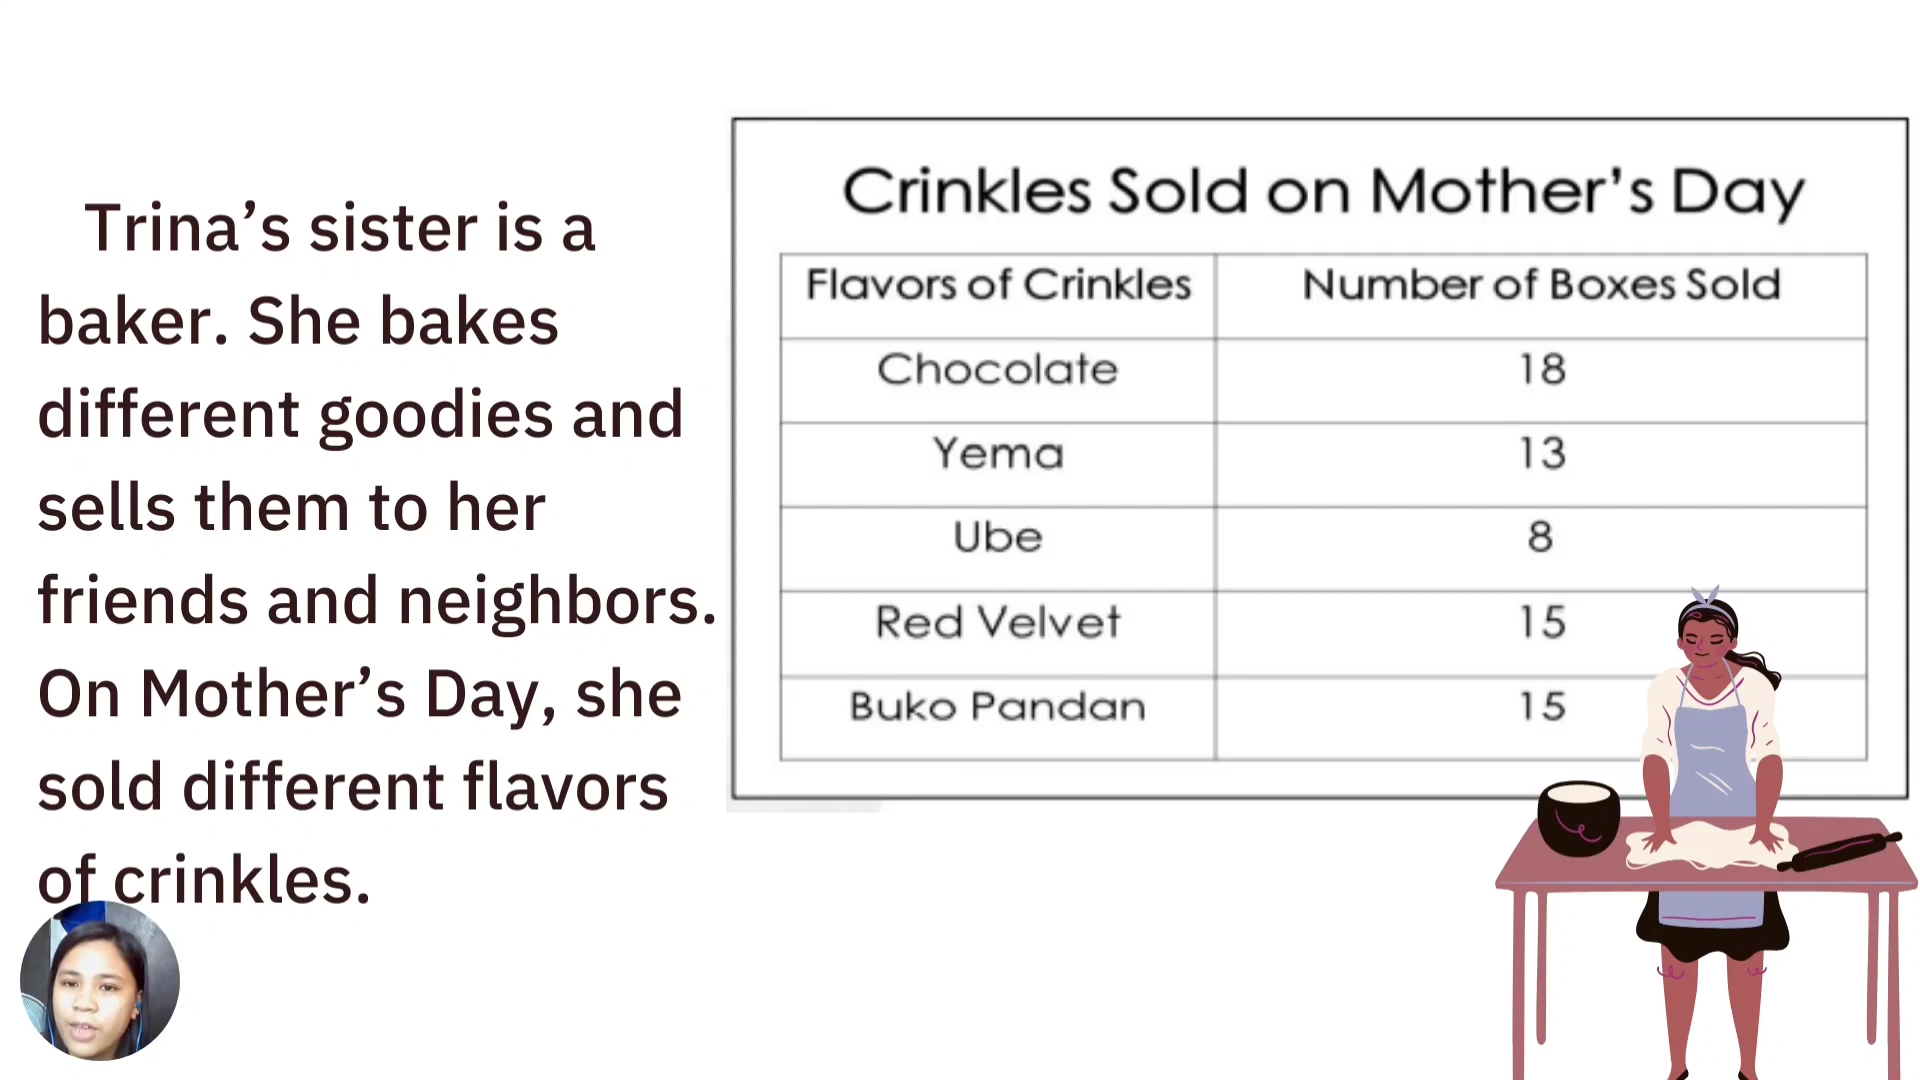 Trina’s sister is a
baker. She bakes
different goodies and
sells them to her
friends and neighbors.
On Mother’s Day, she
sold different flavors
of crinkles.
Crinkles Sold on Mother’s Day
Flavors of Crinkles Number of Boxes Sold
Chocolate 18
Yema 13
Ube 8
Red Velvet 15
Buko Pandan 15